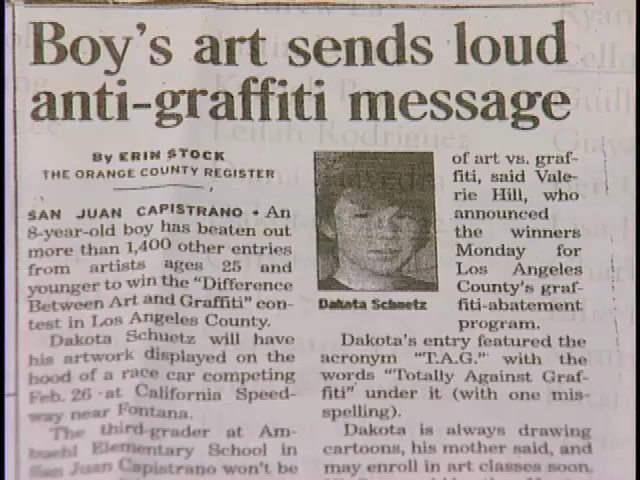 Boy's art sends loud
anti-graffiti message
By ERIN STOCK
THE ORANGE COUNTY REGISTER
SAN JUAN CAPISTRANO • An
8-year-old boy has beaten out
more than 1,400 other entries
from artists ages 25 and
younger to win the "Difference
Between Art and Graffiti" con-
test in Los Angeles County.
Dakota Schuetz will have
his artwork displayed on the
hood of a race car competing
Feb. 26 at California Speed-
way near Fontana.
The third-grader at Am-
buehl Elementary School in
San Juan Capistrano won't be
Dakota Schuetz
of art vs. graf-
fiti, said Vale-
rie Hill, who
announced
the winners
Monday for
Los Angeles
County's graf-
fiti-abatement
program.
Dakota's entry featured the
acronym "T.A.G." with the
words "Totally Against Graf-
fiti" under it (with one mis-
spelling).
Dakota is always drawing
cartoons, his mother said, and
may enroll in art classes soon.